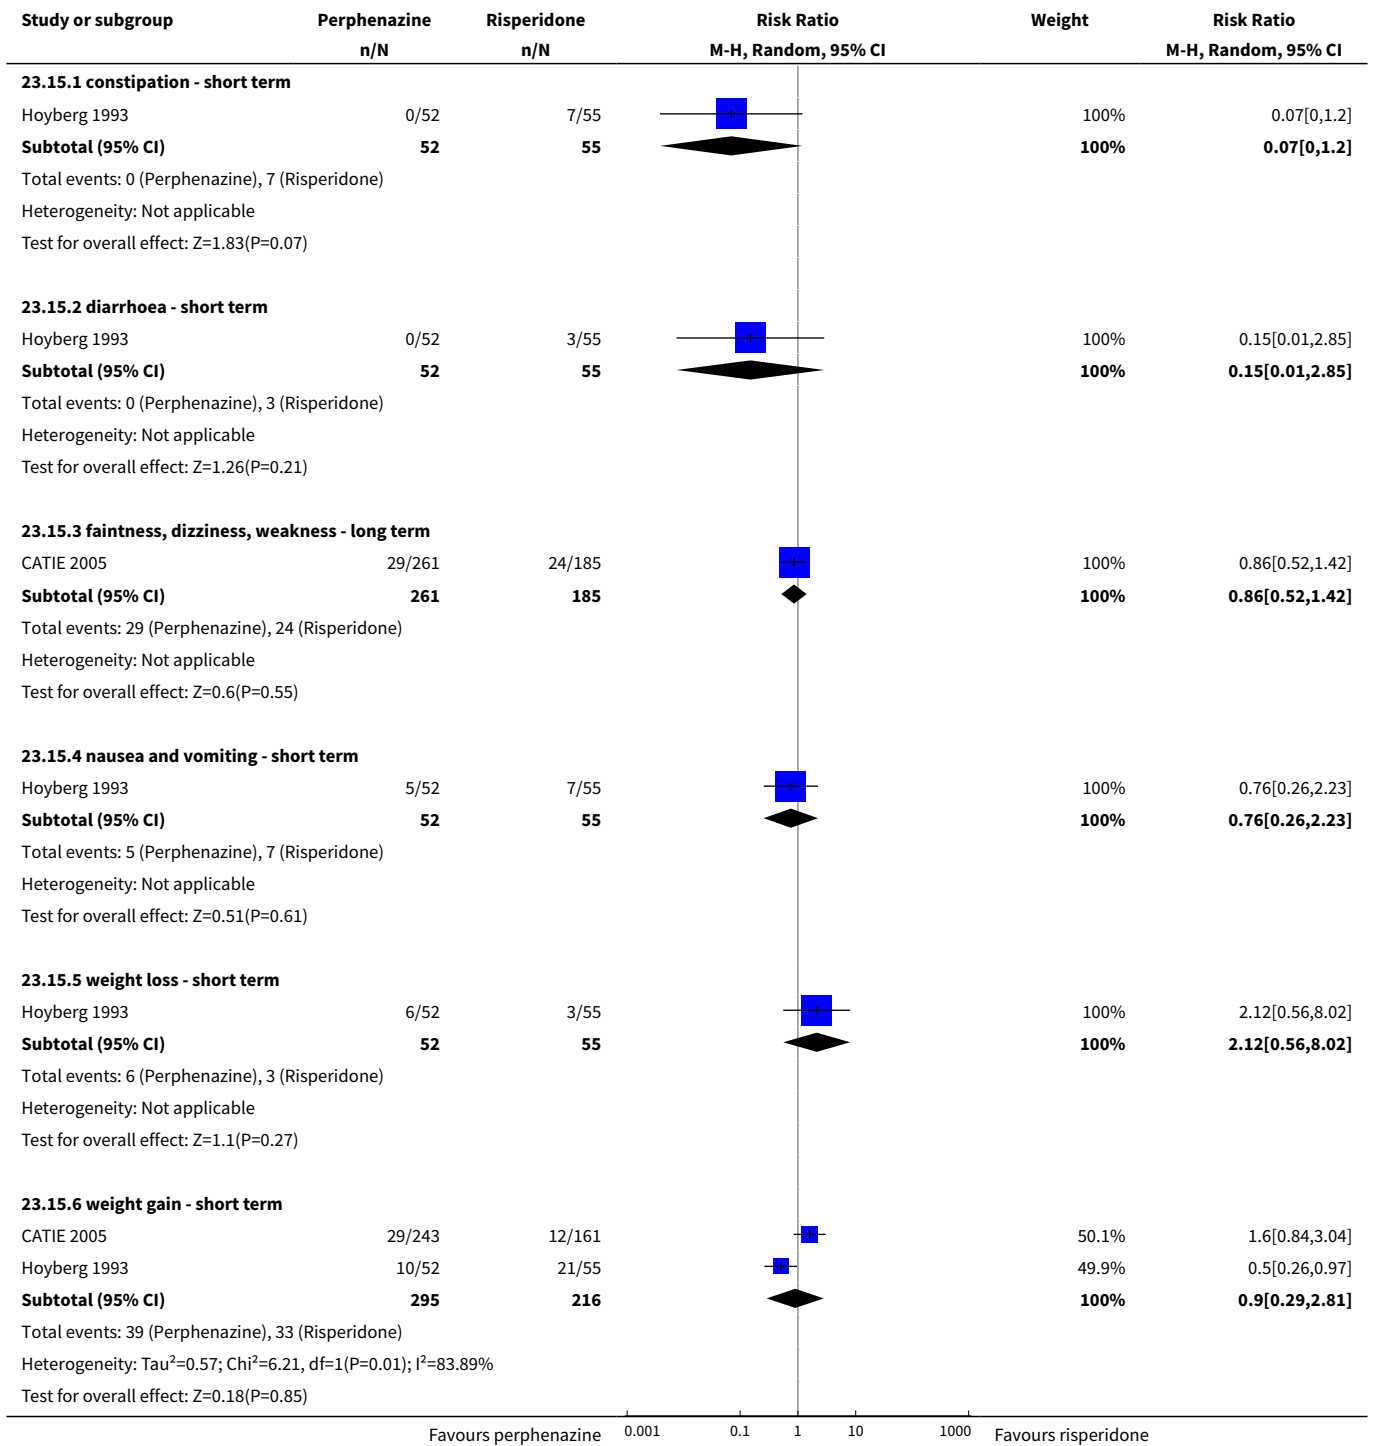 Study or subgroup Perphenazine Risperidone Risk Ratio Weight Risk Ratio
n/N n/N M-H, Random, 95% CI M-H, Random, 95% CI
23.15.1 constipation - short term
Hoyberg 1993 0/52 7/55 100% 0.07[0,1.2]
Subtotal (95% CI) 52 55 100% 0.07[0,1.2]
Total events: 0 (Perphenazine), 7 (Risperidone)
Heterogeneity: Not applicable
Test for overall effect: Z=1.83(P=0.07)
23.15.2 diarrhoea - short term
Hoyberg 1993 0/52 3/55 100% 0.15[0.01,2.85]
Subtotal (95% CI) 52 55 100% 0.15[0.01,2.85]
Total events: 0 (Perphenazine), 3 (Risperidone)
Heterogeneity: Not applicable
Test for overall effect: Z=1.26(P=0.21)
23.15.3 faintness, dizziness, weakness - long term
CATIE 2005 29/261 24/185 100% 0.86[0.52,1.42]
Subtotal (95% CI) 261 185 100% 0.86[0.52,1.42]
Total events: 29 (Perphenazine), 24 (Risperidone)
Heterogeneity: Not applicable
Test for overall effect: Z=0.6(P=0.55)
23.15.4 nausea and vomiting - short term
Hoyberg 1993 5/52 7/55 100% 0.76[0.26,2.23]
Subtotal (95% CI) 52 55 100% 0.76[0.26,2.23]
Total events: 5 (Perphenazine), 7 (Risperidone)
Heterogeneity: Not applicable
Test for overall effect: Z=0.51(P=0.61)
23.15.5 weight loss - short term
Hoyberg 1993 6/52 3/55 100% 2.12[0.56,8.02]
Subtotal (95% CI) 52 55 100% 2.12[0.56,8.02]
Total events: 6 (Perphenazine), 3 (Risperidone)
Heterogeneity: Not applicable
Test for overall effect: Z=1.1(P=0.27)
23.15.6 weight gain - short term
CATIE 2005 29/243 12/161 50.1% 1.6[0.84,3.04]
Hoyberg 1993 10/52 21/55 49.9% 0.5[0.26,0.97]
Subtotal (95% CI) 295 216 100% 0.9[0.29,2.81]
Total events: 39 (Perphenazine), 33 (Risperidone)
Heterogeneity: Tau²=0.57; Chi²=6.21, df=1(P=0.01); I²=83.89%
Test for overall effect: Z=0.18(P=0.85)
Favours perphenazine 0.001 0.1 1 10 1000 Favours risperidone